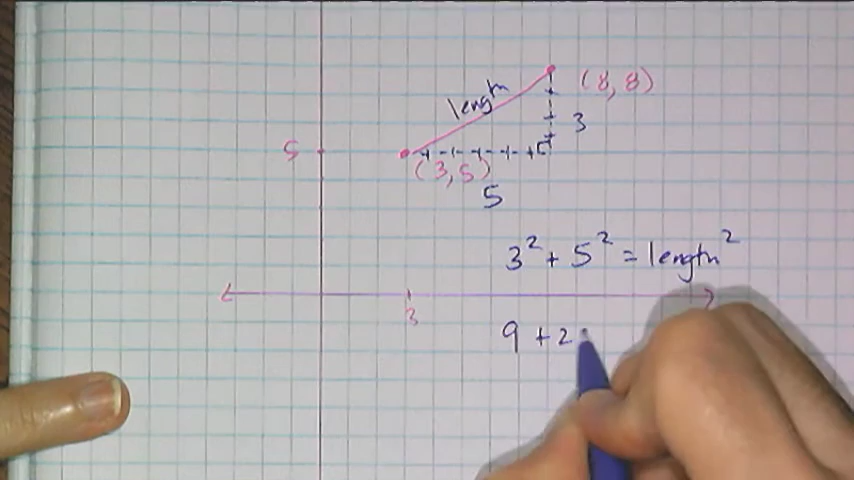 length
(8, 8)
3
5
(3, 5)
5
3² + 5² = length²
3
9 + 2